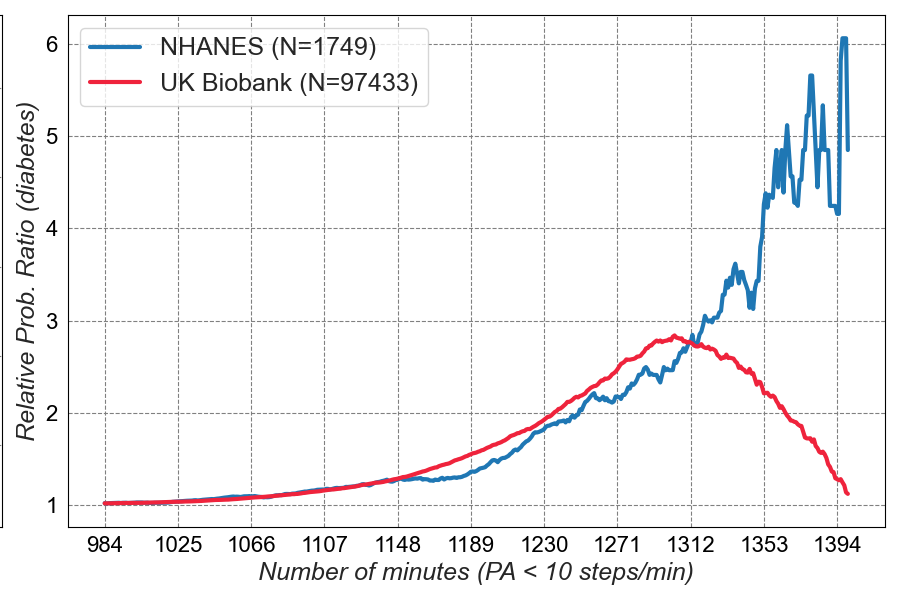 NHANES (N=1749)
UK Biobank (N=97433)
Relative Prob. Ratio (diabetes)
6
5
4
3
2
1
984 1025 1066 1107 1148 1189 1230 1271 1312 1353 1394
Number of minutes (PA < 10 steps/min)